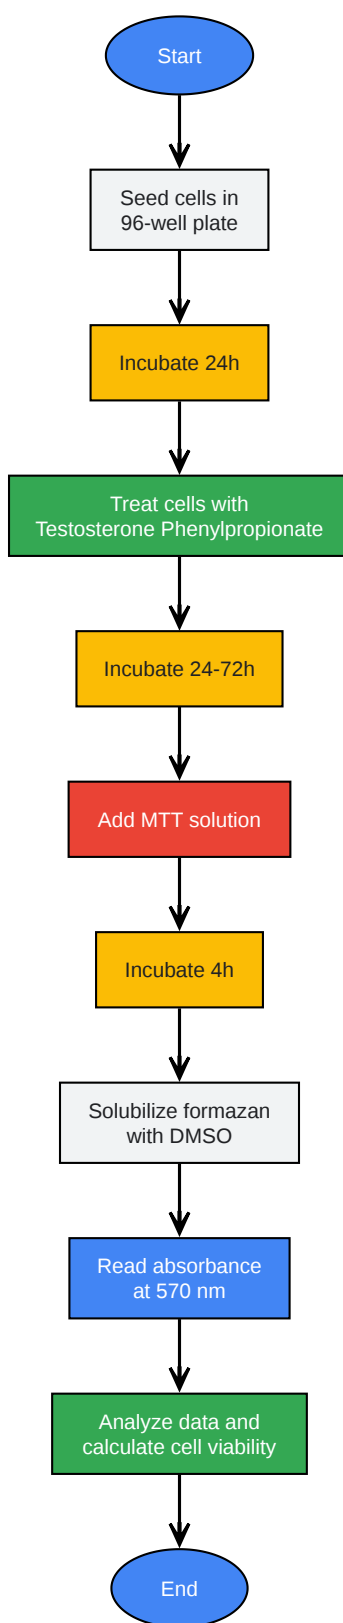 Start
Seed cells in
96-well plate
Incubate 24h
Treat cells with
Testosterone Phenylpropionate
Incubate 24-72h
Add MTT solution
Incubate 4h
Solubilize formazan
with DMSO
Read absorbance
at 570 nm
Analyze data and
calculate cell viability
End